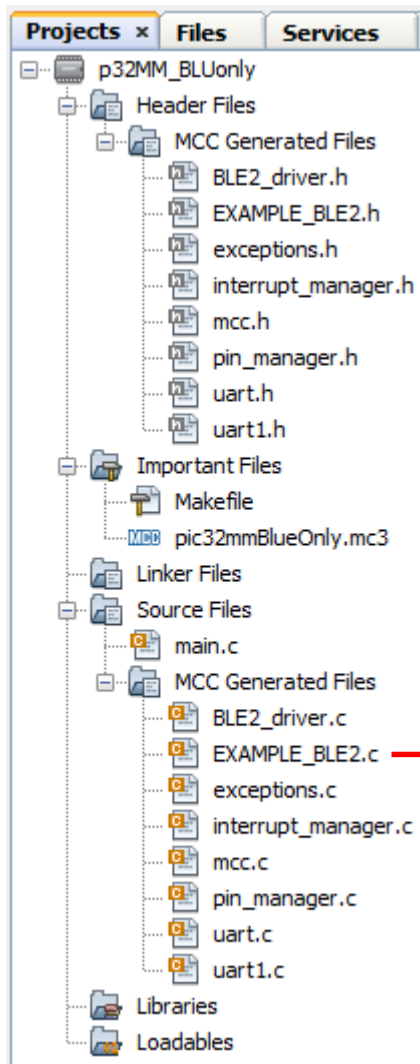 Projects × Files Services
p32MM_BLUonly
Header Files
MCC Generated Files
BLE2_driver.h
EXAMPLE_BLE2.h
exceptions.h
interrupt_manager.h
mcc.h
pin_manager.h
uart.h
uart1.h
Important Files
Makefile
MCC pic32mmBlueOnly.mc3
Linker Files
Source Files
main.c
MCC Generated Files
BLE2_driver.c
EXAMPLE_BLE2.c
exceptions.c
interrupt_manager.c
mcc.c
pin_manager.c
uart.c
uart1.c
Libraries
Loadables